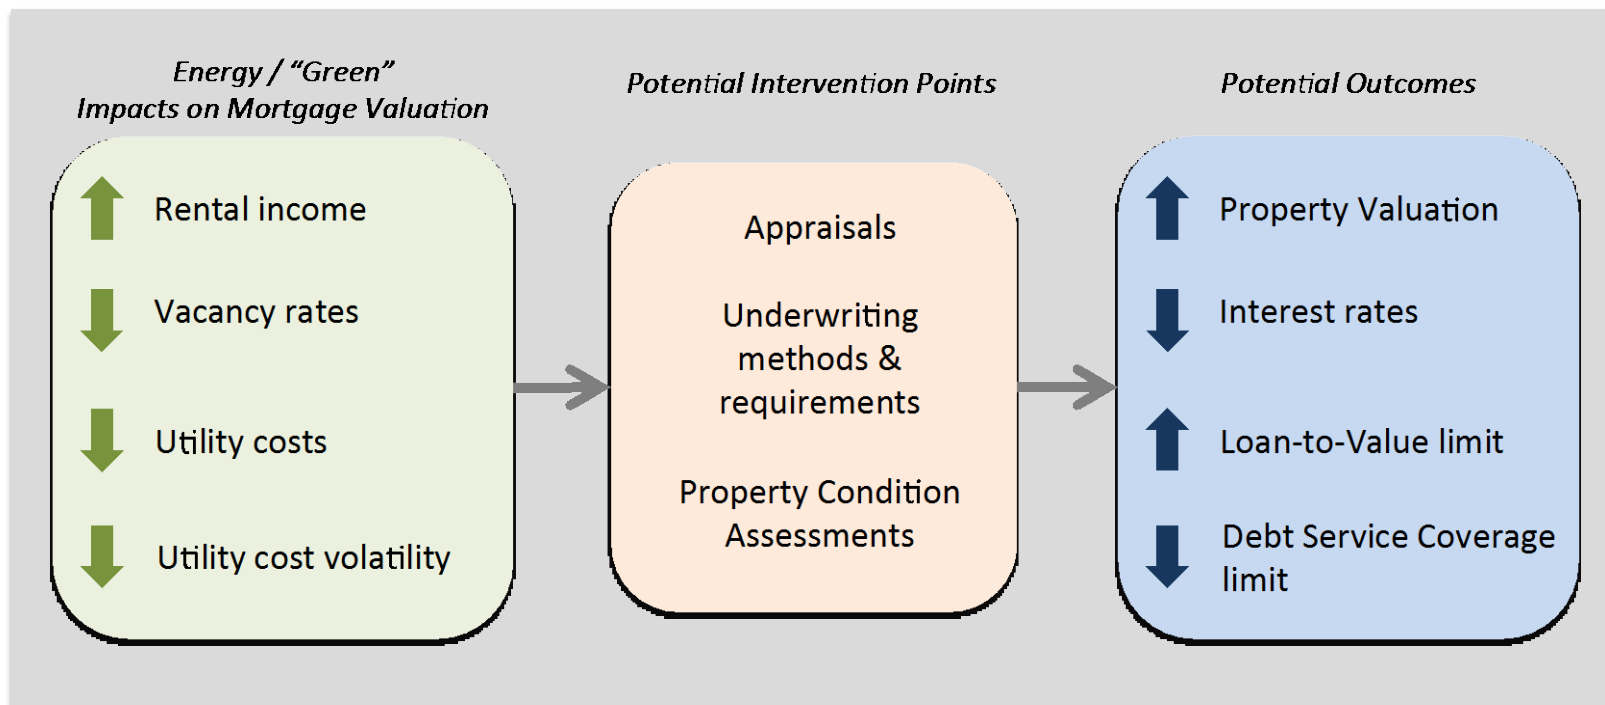 Energy / “Green”
Impacts on Mortgage Valuation
Rental income
Vacancy rates
Utility costs
Utility cost volatility
Potential Intervention Points
Appraisals
Underwriting
methods &
requirements
Property Condition
Assessments
Potential Outcomes
Property Valuation
Interest rates
Loan-to-Value limit
Debt Service Coverage
limit